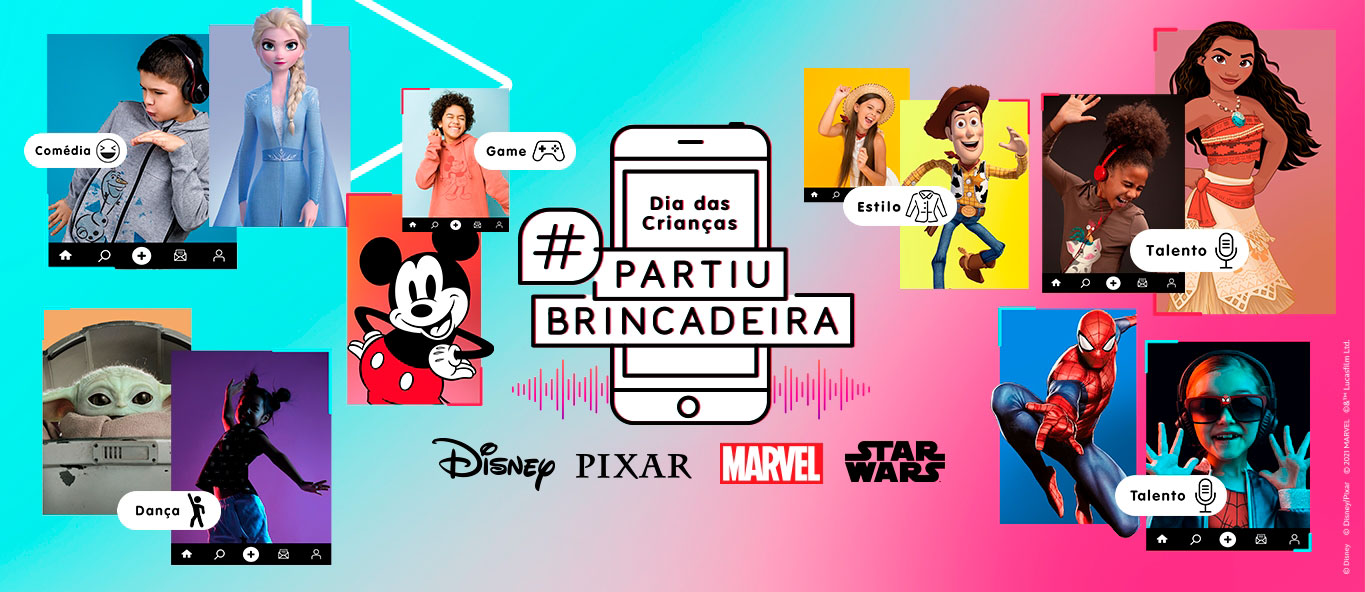 Comédia
Game
Dia das
Crianças
#
PARTIU
BRINCADEIRA
Estilo
Talento
Dança
Talento
DISNEY PIXAR MARVEL STAR
WARS
© Disney © Disney/Pixar © 2021 MARVEL ©&™ Lucasfilm Ltd.